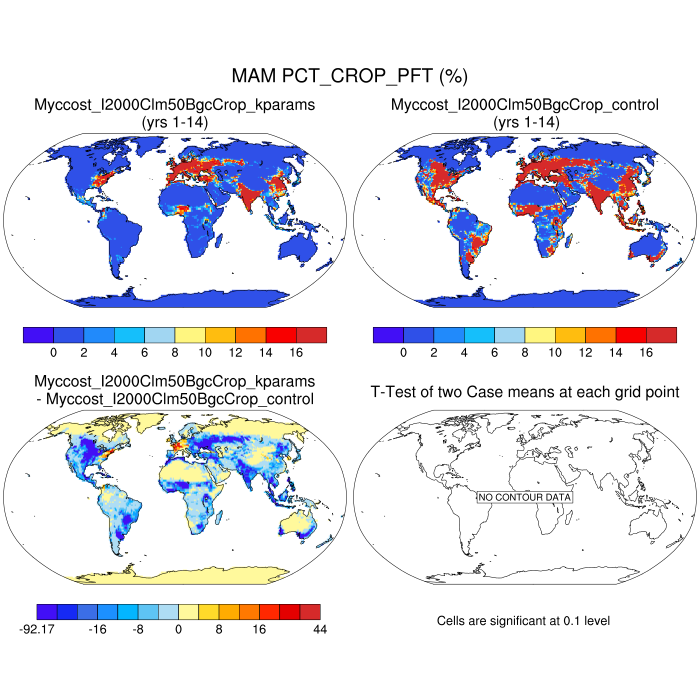 MAM PCT_CROP_PFT (%)
Myccost_I2000Clm50BgcCrop_kparams
(yrs 1-14)
Myccost_I2000Clm50BgcCrop_control
(yrs 1-14)
0 2 4 6 8 10 12 14 16
0 2 4 6 8 10 12 14 16
Myccost_I2000Clm50BgcCrop_kparams
- Myccost_I2000Clm50BgcCrop_control
T-Test of two Case means at each grid point
NO CONTOUR DATA
-92.17 -16 -8 0 8 16 44
Cells are significant at 0.1 level